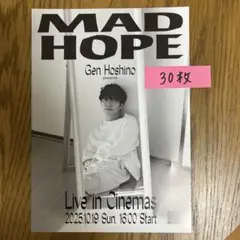 MAD
HOPE
Gen Hoshino
presents
30枚
Live in Cinemas
2025.10.19 Sun. 16:00 Start